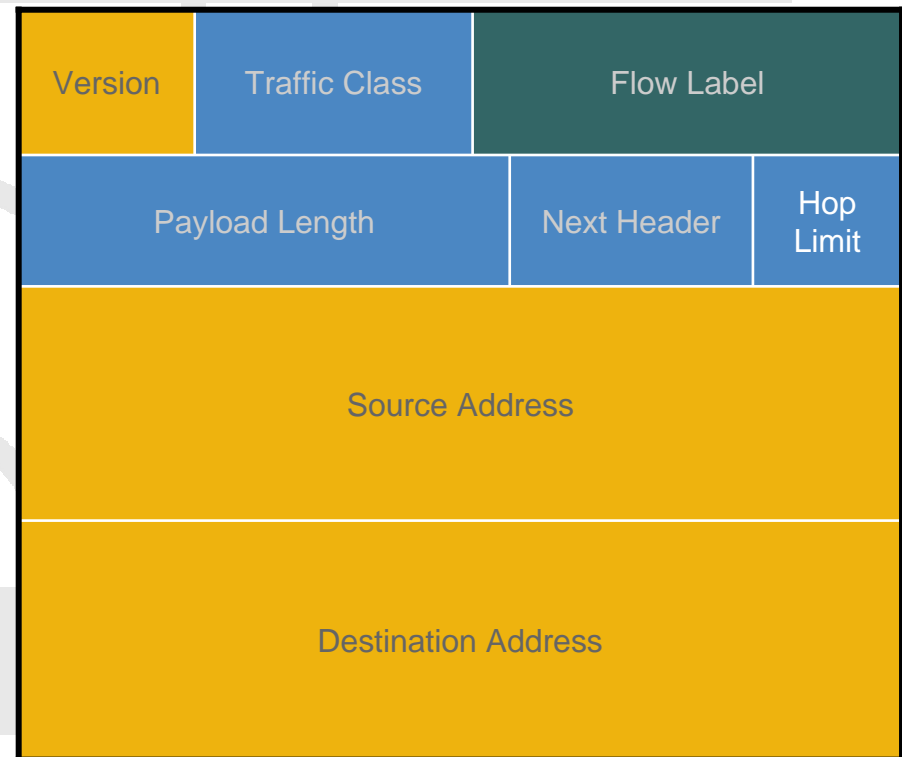 Version
Traffic Class
Flow Label
Payload Length
Next Header
Hop
Limit
Source Address
Destination Address